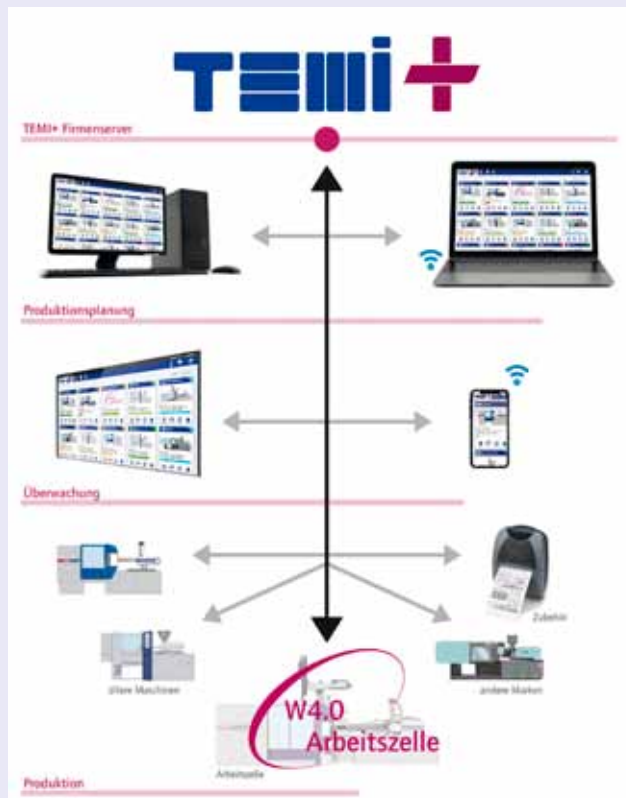 TEMI+
TEMI+ Firmenserver
Produktionsplanung
Überwachung
Zubehör
ältere Maschinen
andere Marken
W4.0
Arbeitszelle
Arbeitszelle
Produktion